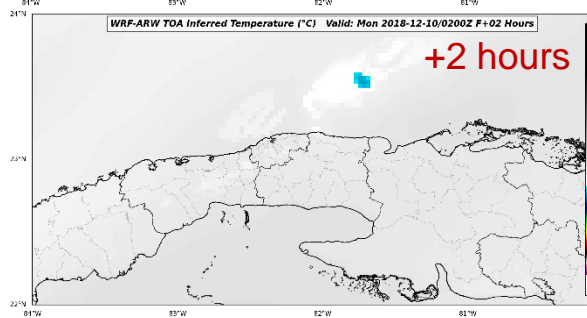 84°W 83°W 82°W 81°W
24°N
WRF-ARW TOA Inferred Temperature (°C) Valid: Mon 2018-12-10/0200Z F+02 Hours
+2 hours
23°N
22°N
84°W 83°W 82°W 81°W